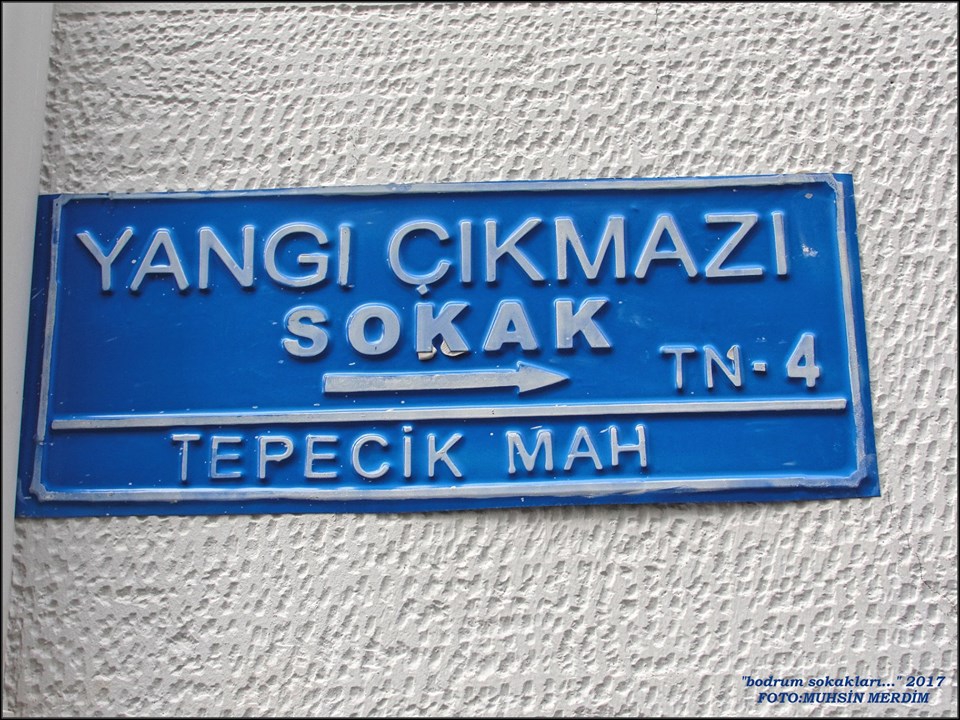 YANGI ÇIKMAZI
SOKAK
TN-4
TEPECİK MAH
"bodrum sokakları..." 2017
FOTO:MUHSİN MERDİM